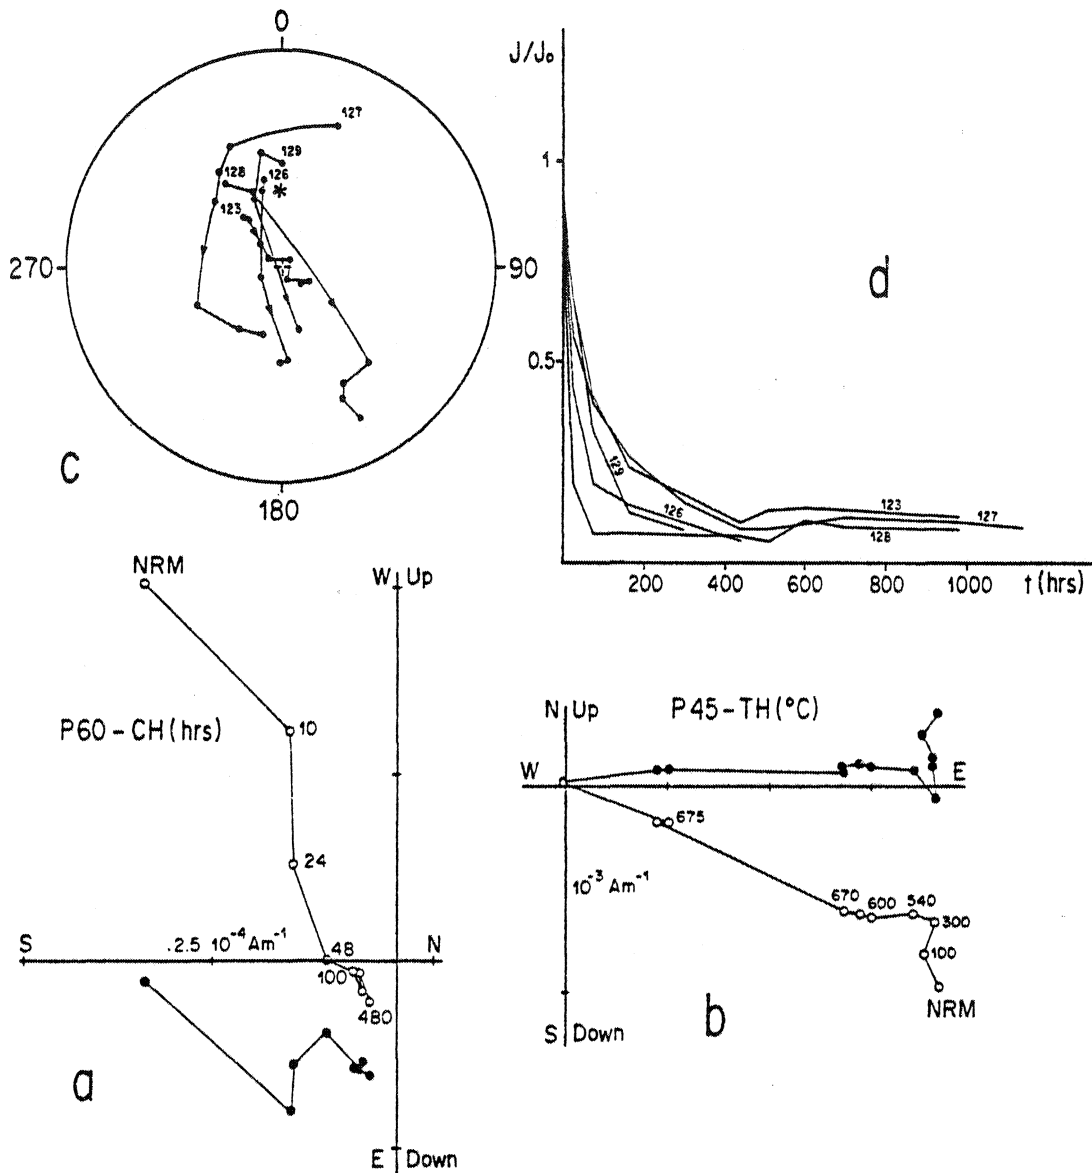 0
127
129
128
126
*
123
270
90
180
C
J/J₀
1
0.5
d
129
126
123
127
128
200
400
600
800
1000
t (hrs)
NRM
W Up
P60 - CH (hrs)
10
24
S
.2.5 10⁻⁴ Am⁻¹
48
N
100
480
a
E Down
N Up
P45 - TH (°C)
W
E
675
10⁻³ Am⁻¹
670
600
540
300
100
NRM
S Down
b